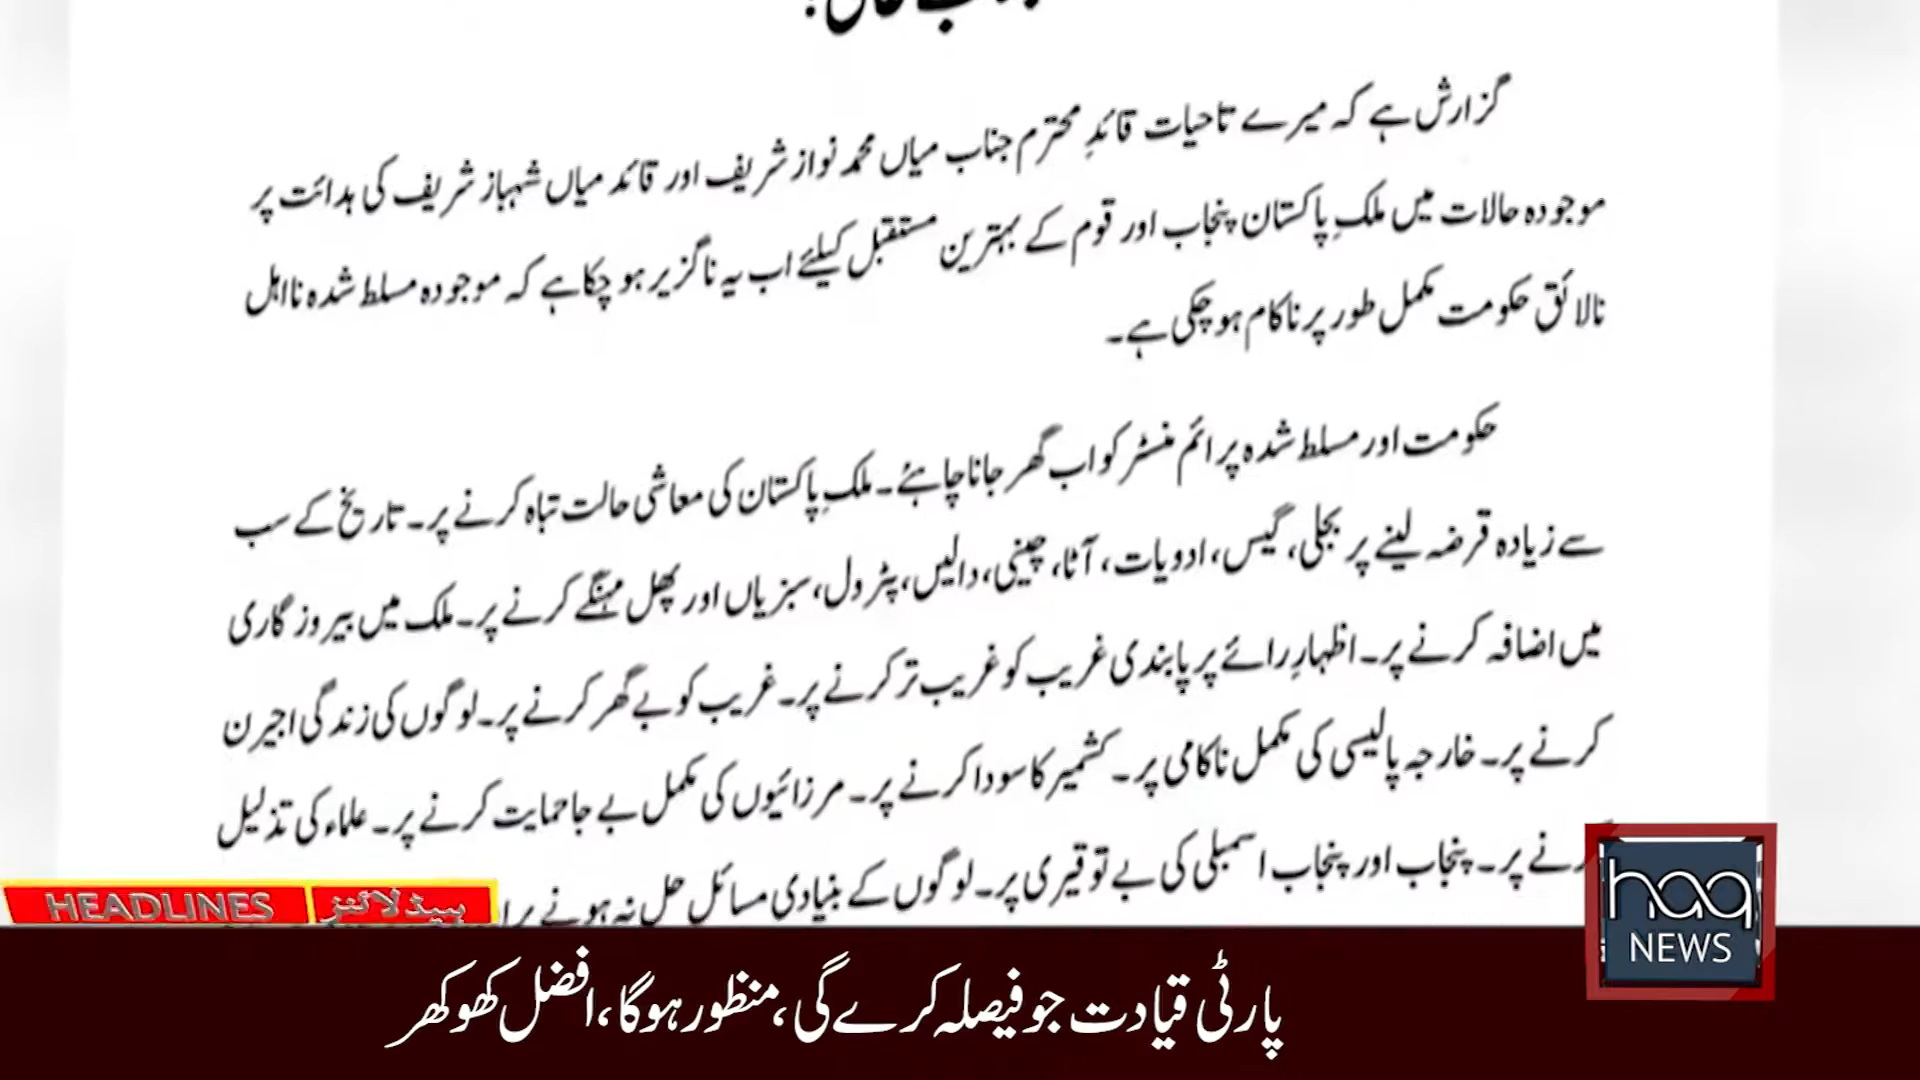 گزارش ہے کہ میرے تاحیات قائدِ محترم جناب میاں محمد نواز شریف اور قائد میاں شہباز شریف کی ہدائت پر
موجودہ حالات میں ملکِ پاکستان پنجاب اور قوم کے بہترین مستقبل کیلئے اب یہ ناگزیر ہو چکا ہے کہ موجودہ مسلط شدہ نااہل
نالائق حکومت مکمل طور پر ناکام ہو چکی ہے۔
حکومت اور مسلط شدہ پرائم منسٹر کو اب گھر جانا چاہئے۔ ملکِ پاکستان کی معاشی حالت تباہ کرنے پر۔ تاریخ کے سب
سے زیادہ قرضہ لینے پر بجلی، گیس، ادویات، آٹا، چینی، دالیں، پٹرول، سبزیاں اور پھل مہنگے کرنے پر۔ ملک میں بیروزگاری
میں اضافہ کرنے پر۔ اظہارِ رائے پر پابندی غریب کو غریب تر کرنے پر۔ غریب کو بے گھر کرنے پر۔ لوگوں کی زندگی اجیرن
کرنے پر۔ خارجہ پالیسی کی مکمل ناکامی پر۔ کشمیر کا سودا کرنے پر۔ مرزائیوں کی مکمل بے جا حمایت کرنے پر۔ علماء کی تذلیل
کرنے پر۔ پنجاب اور پنجاب اسمبلی کی بے توقیری پر۔ لوگوں کے بنیادی مسائل حل نہ ہونے پر
HEADLINES ہیڈلائنز
haq NEWS
پارٹی قیادت جو فیصلہ کرے گی، منظور ہوگا، افضل کھوکھر